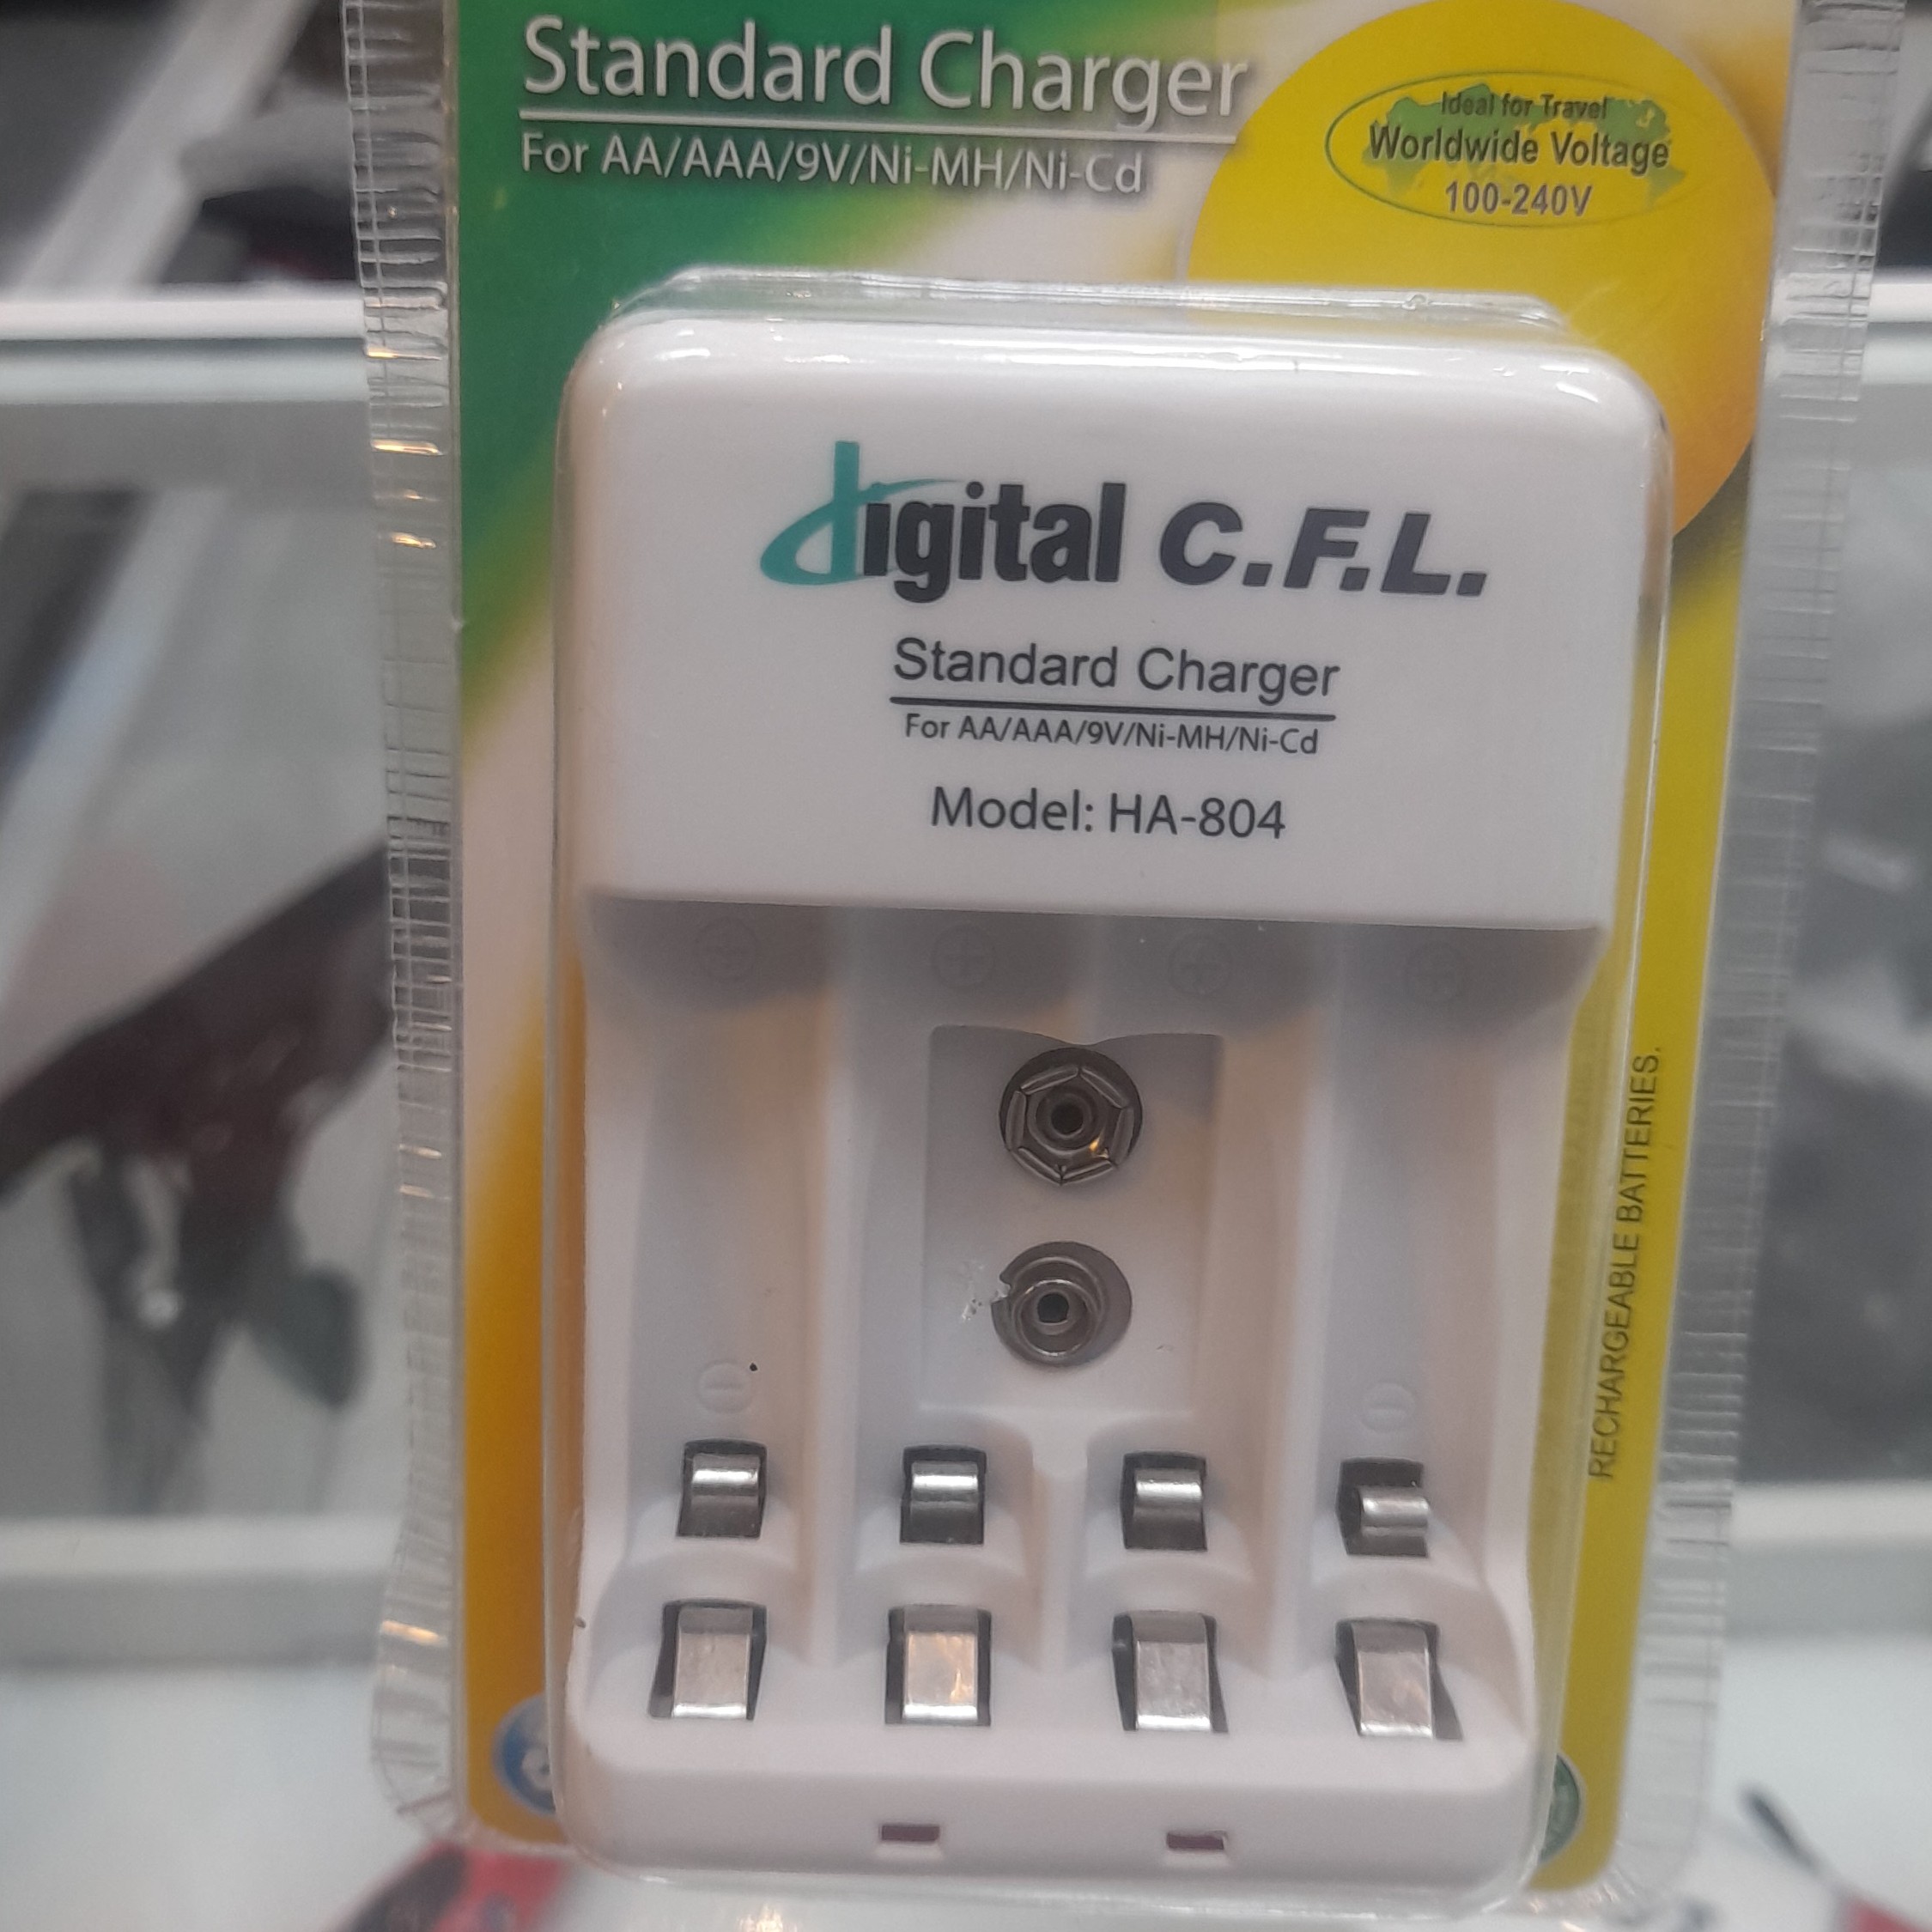 Standard Charger
For AA/AAA/9V/Ni-MH/Ni-Cd
Ideal for Travel
Worldwide Voltage
100-240V
digital C.F.L.
Standard Charger
For AA/AAA/9V/Ni-MH/Ni-Cd
Model: HA-804
RECHARGEABLE BATTERIES.